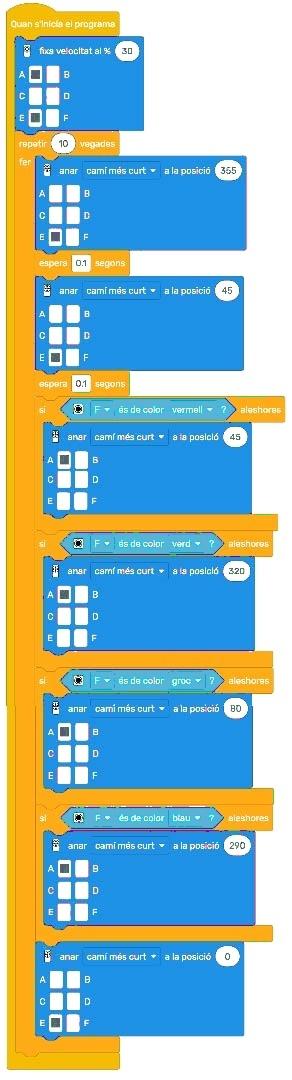 Quan s'inicia el programa
fixa velocitat al % 30
A B
C D
E F
repetir 10 vegades
fer
anar camí més curt a la posició 355
A B
C D
E F
espera 0.1 segons
anar camí més curt a la posició 45
A B
C D
E F
espera 0.1 segons
si F és de color vermell ? aleshores
anar camí més curt a la posició 45
A B
C D
E F
si F és de color verd ? aleshores
anar camí més curt a la posició 320
A B
C D
E F
si F és de color groc ? aleshores
anar camí més curt a la posició 80
A B
C D
E F
si F és de color blau ? aleshores
anar camí més curt a la posició 290
A B
C D
E F
anar camí més curt a la posició 0
A B
C D
E F